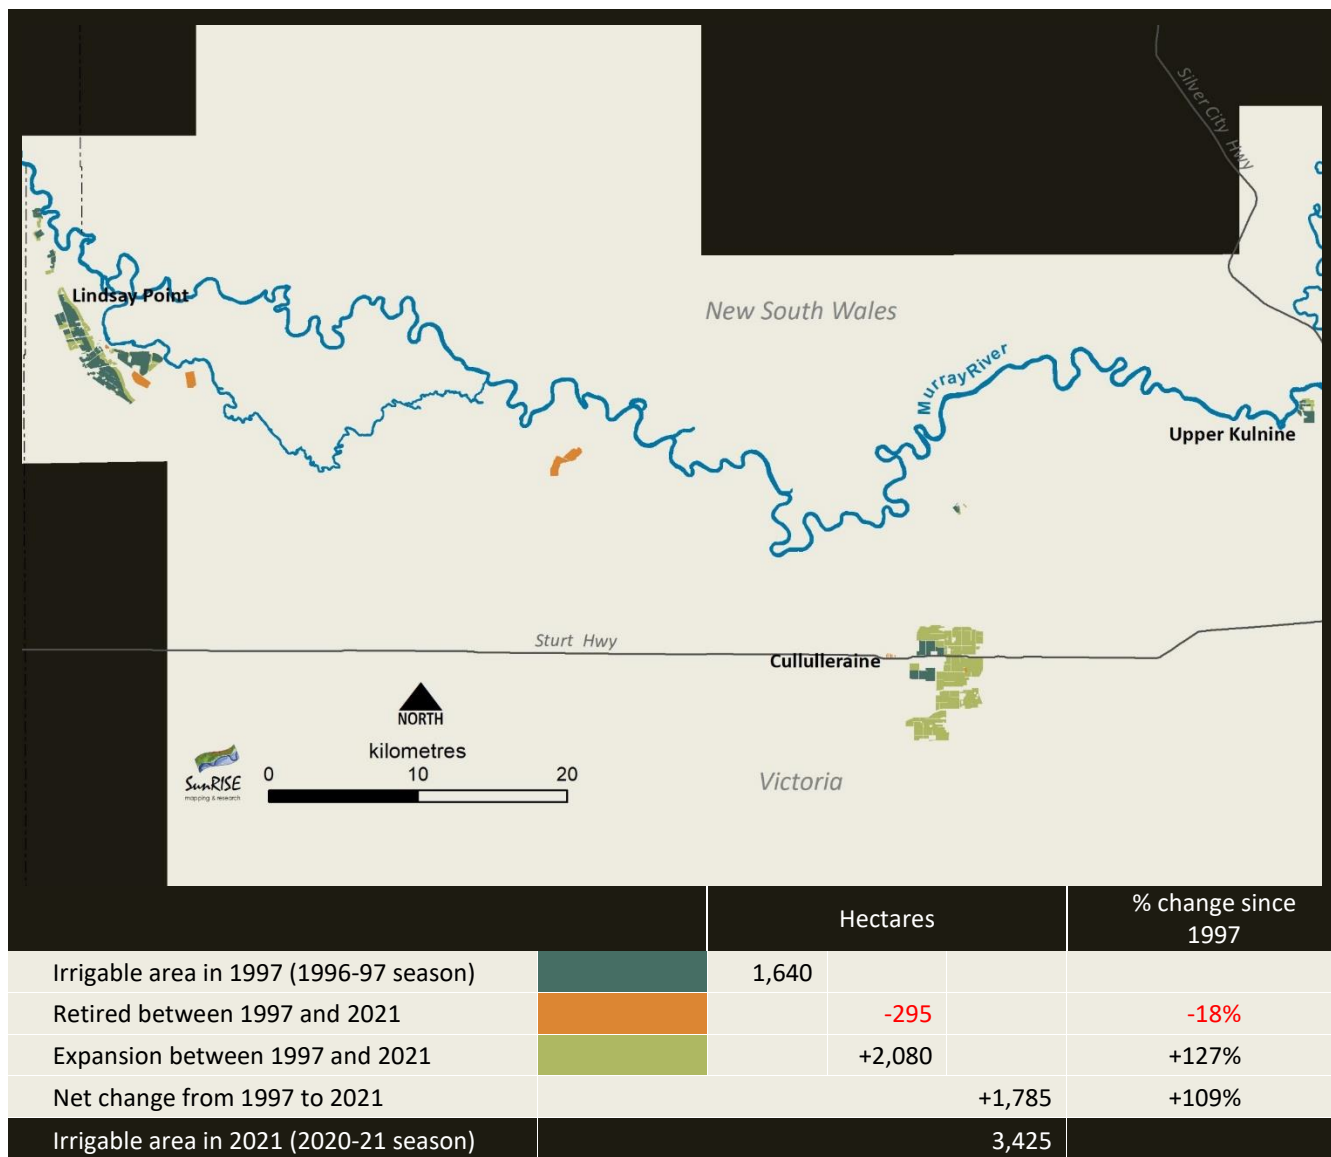 Silver City Hwy
Lindsay Point
New South Wales
Murray River
Upper Kulnine
Sturt Hwy
Cullulleraine
NORTH
kilometres
0 10 20
SunRISE
mapping & research
Victoria
Hectares
% change since
1997
Irrigable area in 1997 (1996-97 season) 1,640
Retired between 1997 and 2021 -295 -18%
Expansion between 1997 and 2021 +2,080 +127%
Net change from 1997 to 2021 +1,785 +109%
Irrigable area in 2021 (2020-21 season) 3,425